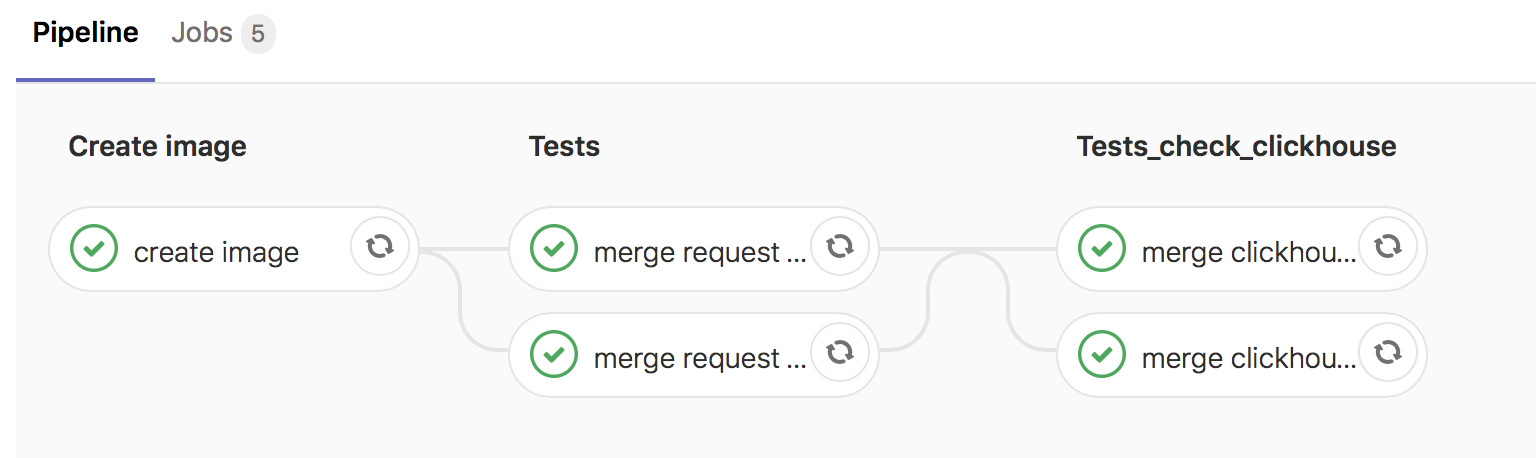 Pipeline Jobs 5
Create image Tests Tests_check_clickhouse
create image merge request ... merge clickhou...
merge request ... merge clickhou...